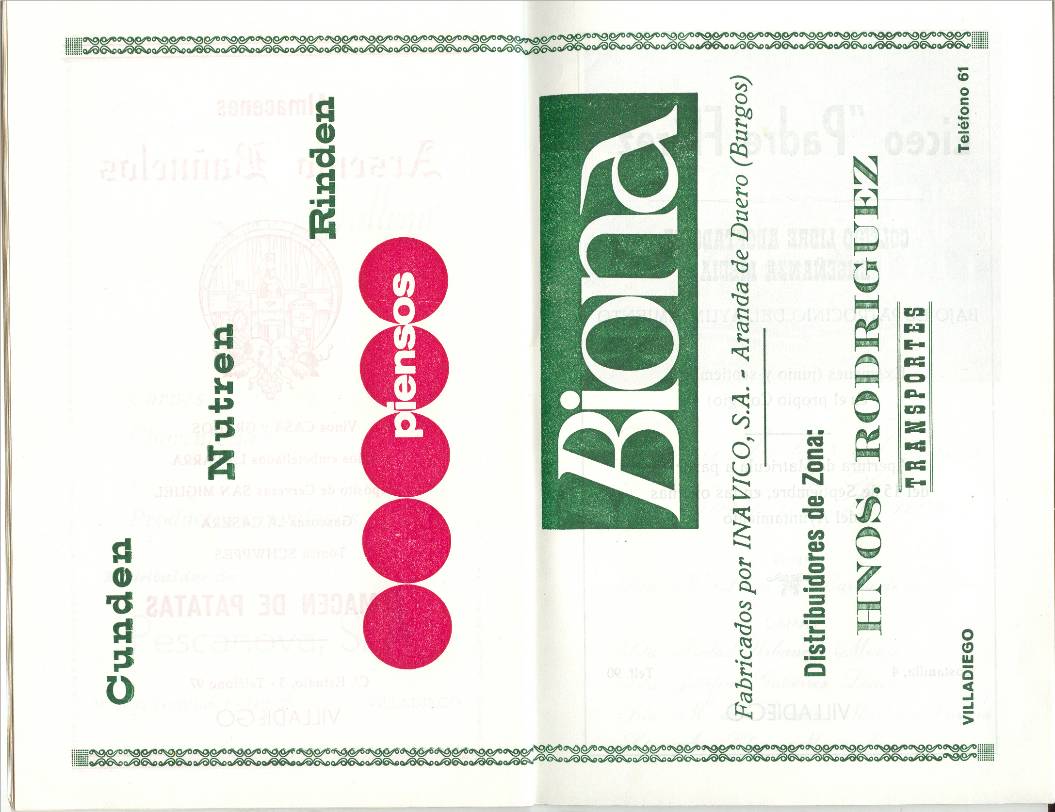 Cunden
Nutren
Rinden
piensos
Biona
Fabricados por INAVICO, S.A. - Aranda de Duero (Burgos)
Distribuidores de Zona:
HNOS. RODRIGUEZ
TRANSPORTES
VILLADIEGO Teléfono 61